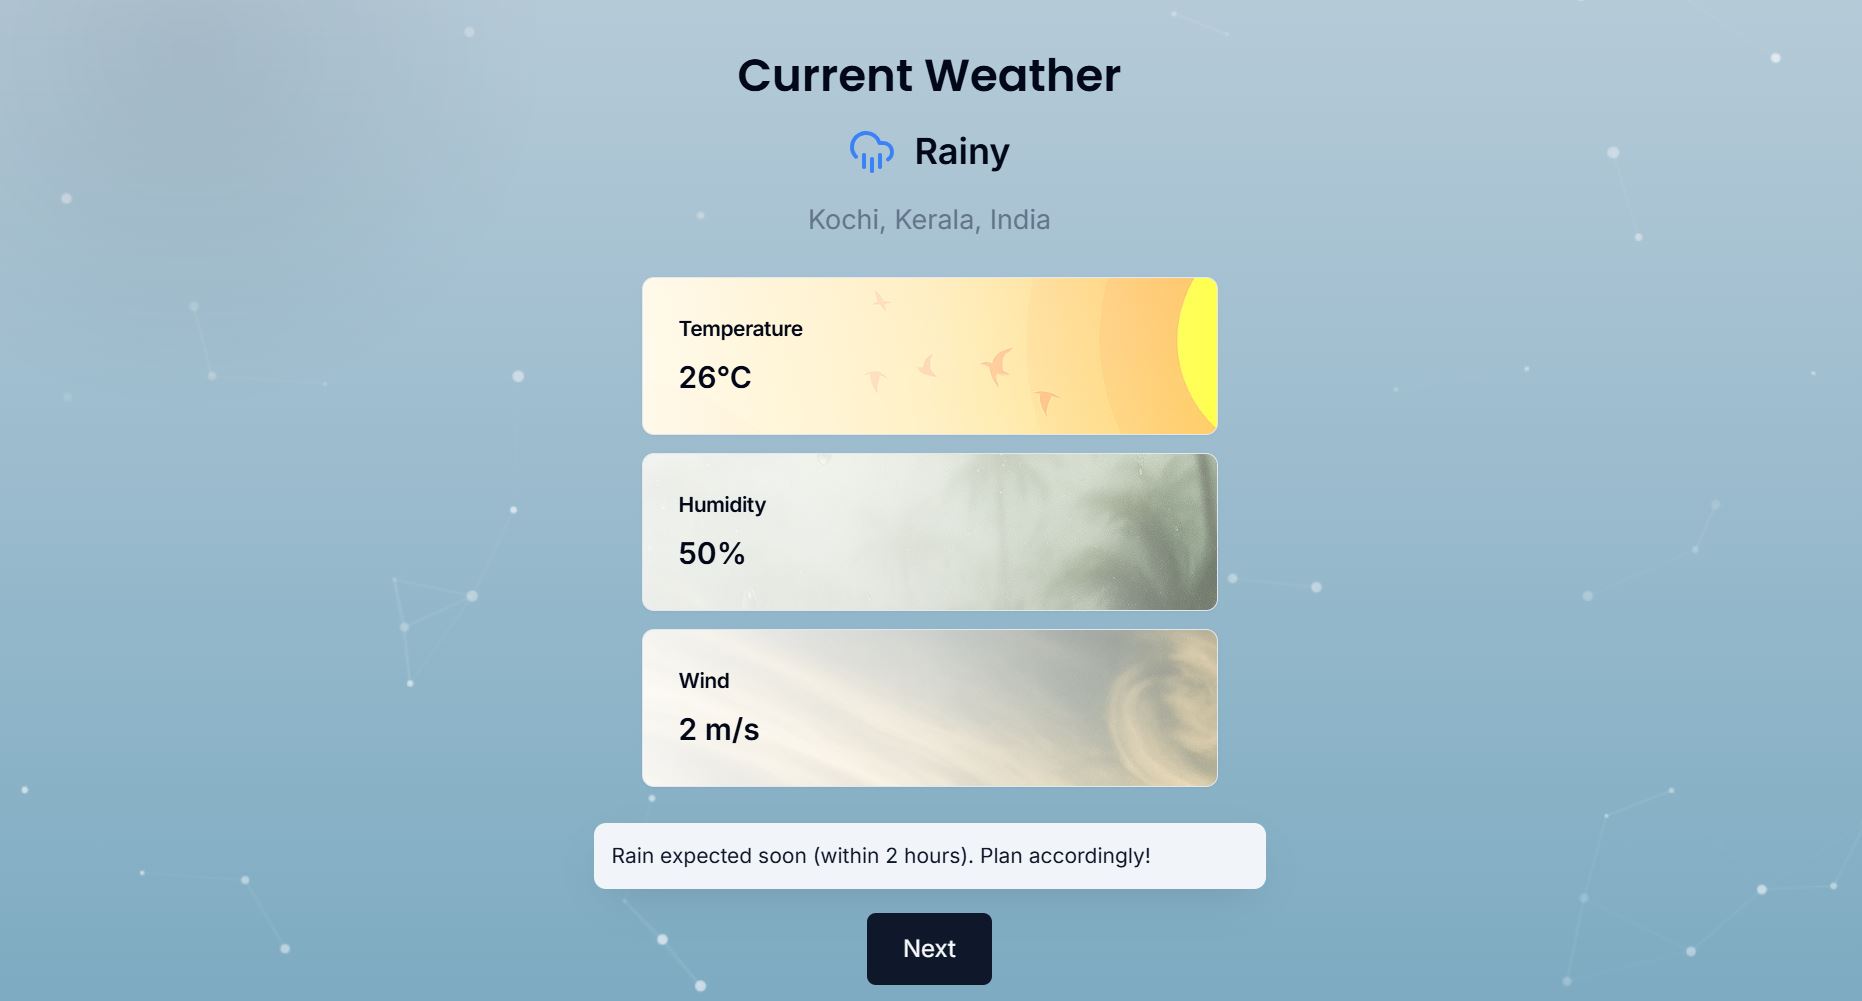 Current Weather
Rainy
Kochi, Kerala, India
Temperature
26°C
Humidity
50%
Wind
2 m/s
Rain expected soon (within 2 hours). Plan accordingly!
Next